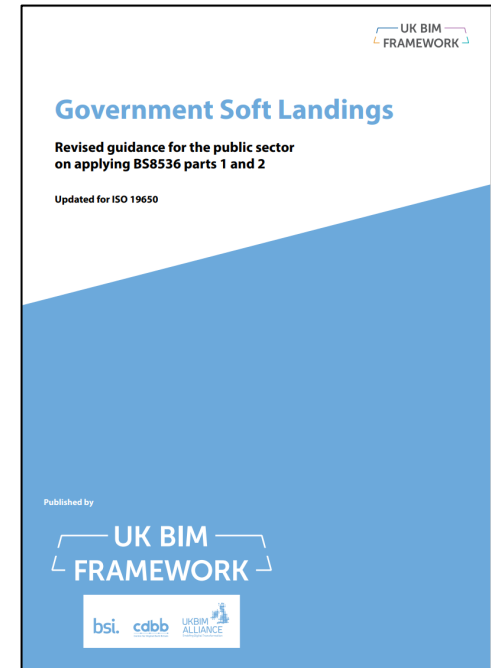 UK BIM
FRAMEWORK
Government Soft Landings
Revised guidance for the public sector
on applying BS8536 parts 1 and 2
Updated for ISO 19650
Published by
UK BIM
FRAMEWORK
bsi.
cdbb
UKBIM
ALLIANCE